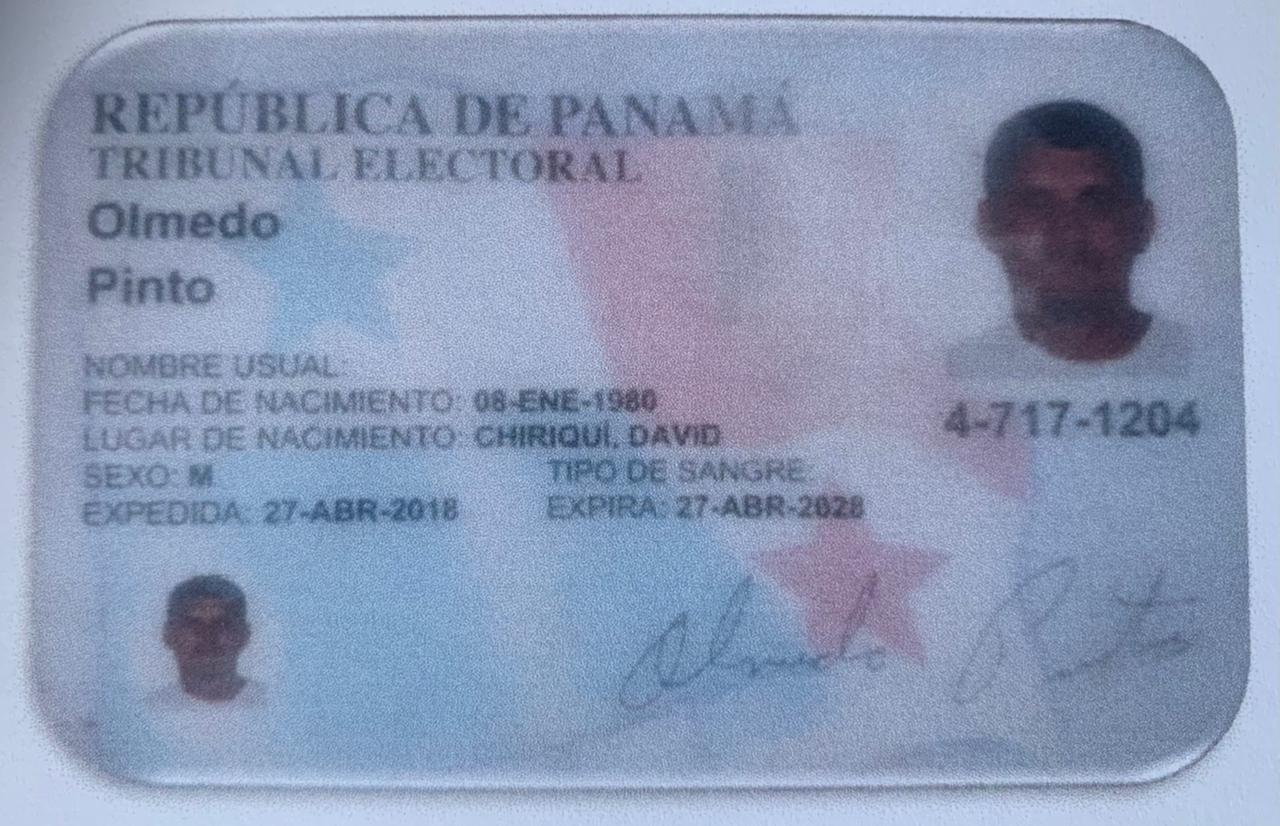 REPÚBLICA DE PANAMÁ
TRIBUNAL ELECTORAL
Olmedo
Pinto
NOMBRE USUAL:
FECHA DE NACIMIENTO: 08-ENE-1980
LUGAR DE NACIMIENTO: CHIRIQUÍ, DAVID
SEXO: M TIPO DE SANGRE:
EXPEDIDA: 27-ABR-2018 EXPIRA: 27-ABR-2028
4-717-1204
Olmedo Pinto